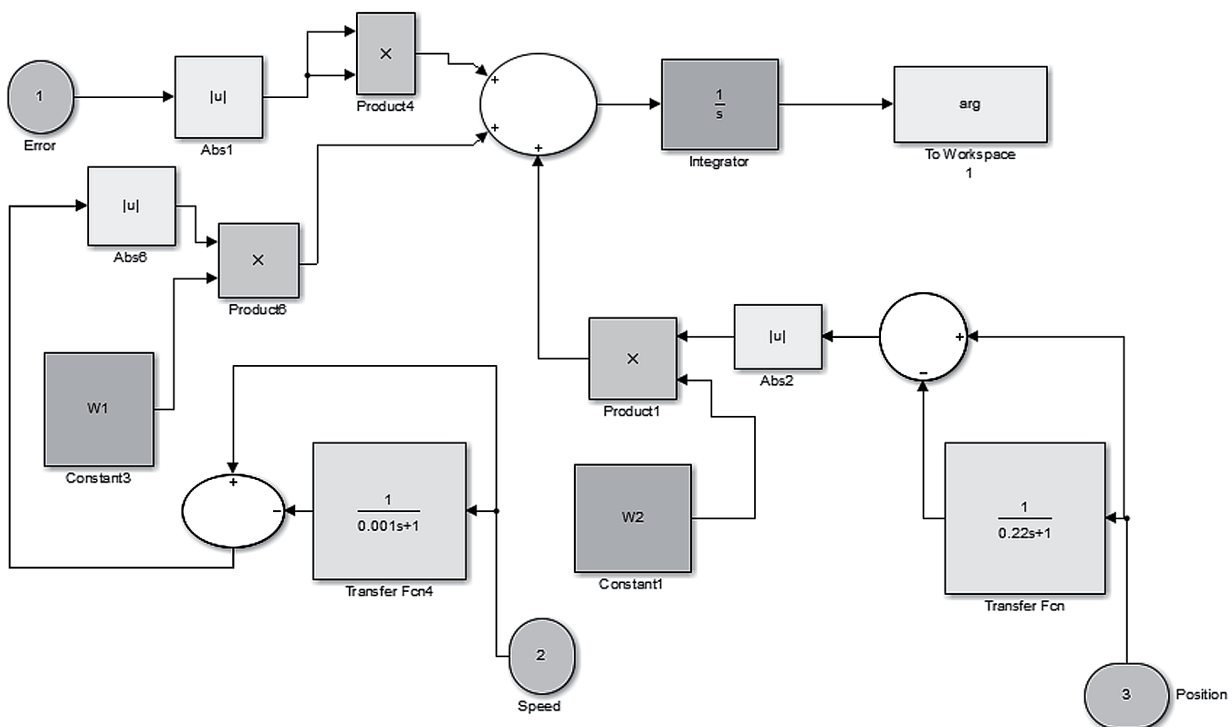 1
Error
|u|
Abs1
×
Product4
+
+
+
1
s
Integrator
arg
To Workspace
1
|u|
Abs6
×
Product6
W1
Constant3
+
−
1
0.001s+1
Transfer Fcn4
2
Speed
×
Product1
|u|
Abs2
+
−
W2
Constant1
1
0.22s+1
Transfer Fcn
3
Position